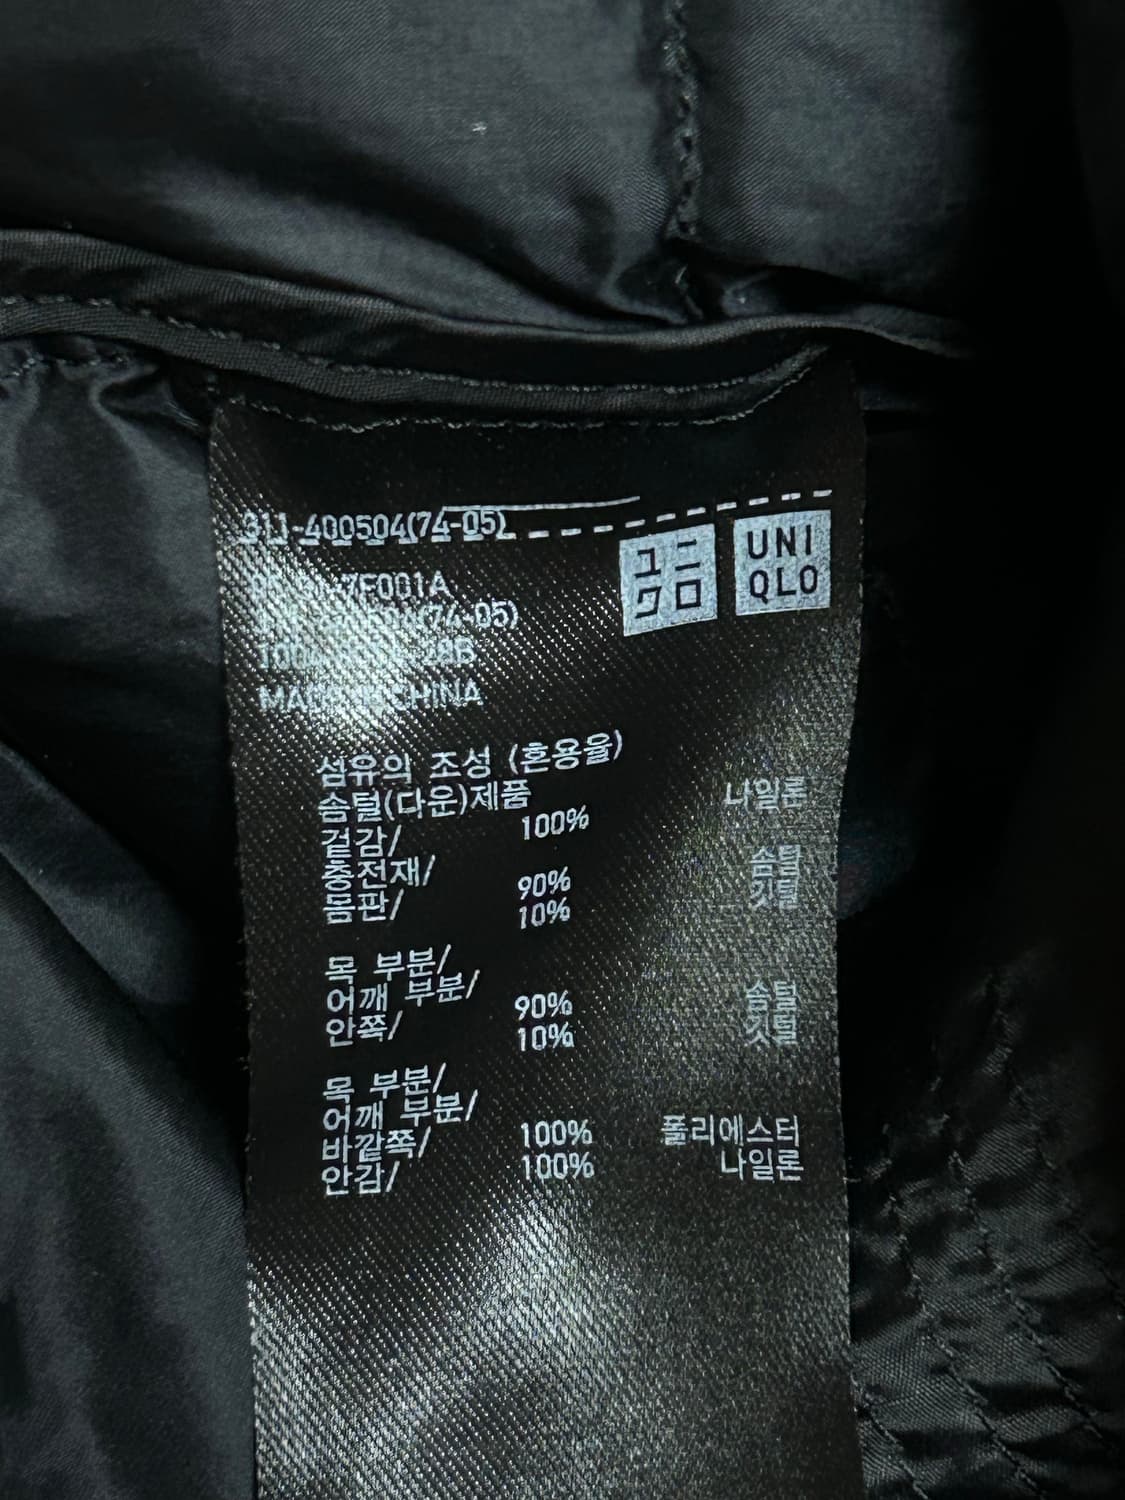 311-400504(74-05)
ユニ
クロ
UNI
QLO
7F001A
(74-05)
MADE IN CHINA
섬유의 조성 (혼용율)
솜털(다운)제품
겉감/ 100% 나일론
충전재/
등판/ 90% 솜털
10% 깃털
목 부분/
어깨 부분/
안쪽/ 90% 솜털
10% 깃털
목 부분/
어깨 부분/
바깥쪽/ 100% 폴리에스터
안감/ 100% 나일론